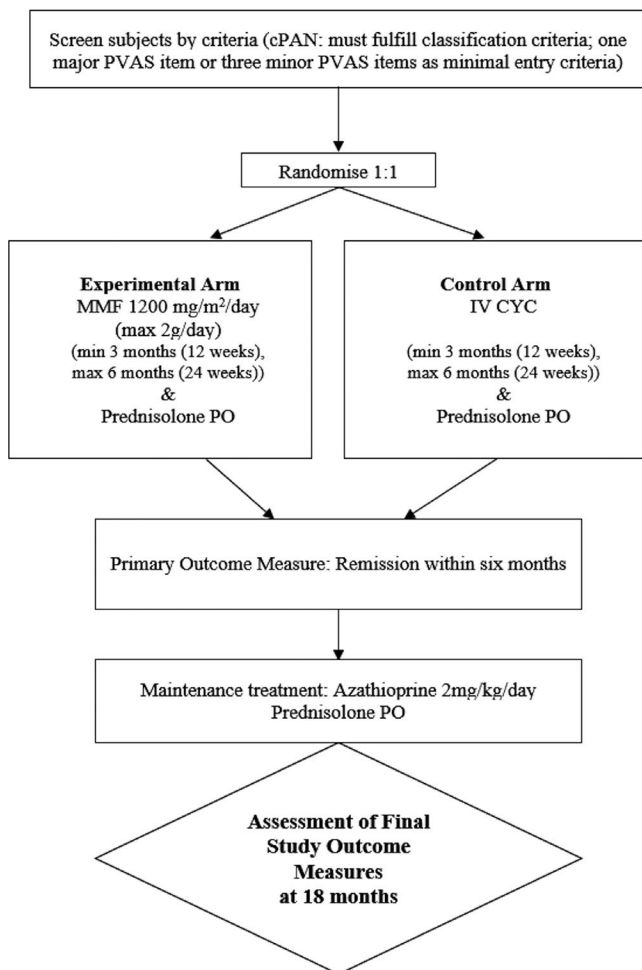 Screen subjects by criteria (cPAN: must fulfill classification criteria; one
major PVAS item or three minor PVAS items as minimal entry criteria)
Randomise 1:1
Experimental Arm
MMF 1200 mg/m²/day
(max 2g/day)
(min 3 months (12 weeks),
max 6 months (24 weeks))
&
Prednisolone PO
Control Arm
IV CYC
(min 3 months (12 weeks),
max 6 months (24 weeks))
&
Prednisolone PO
Primary Outcome Measure: Remission within six months
Maintenance treatment: Azathioprine 2mg/kg/day
Prednisolone PO
Assessment of Final
Study Outcome
Measures
at 18 months